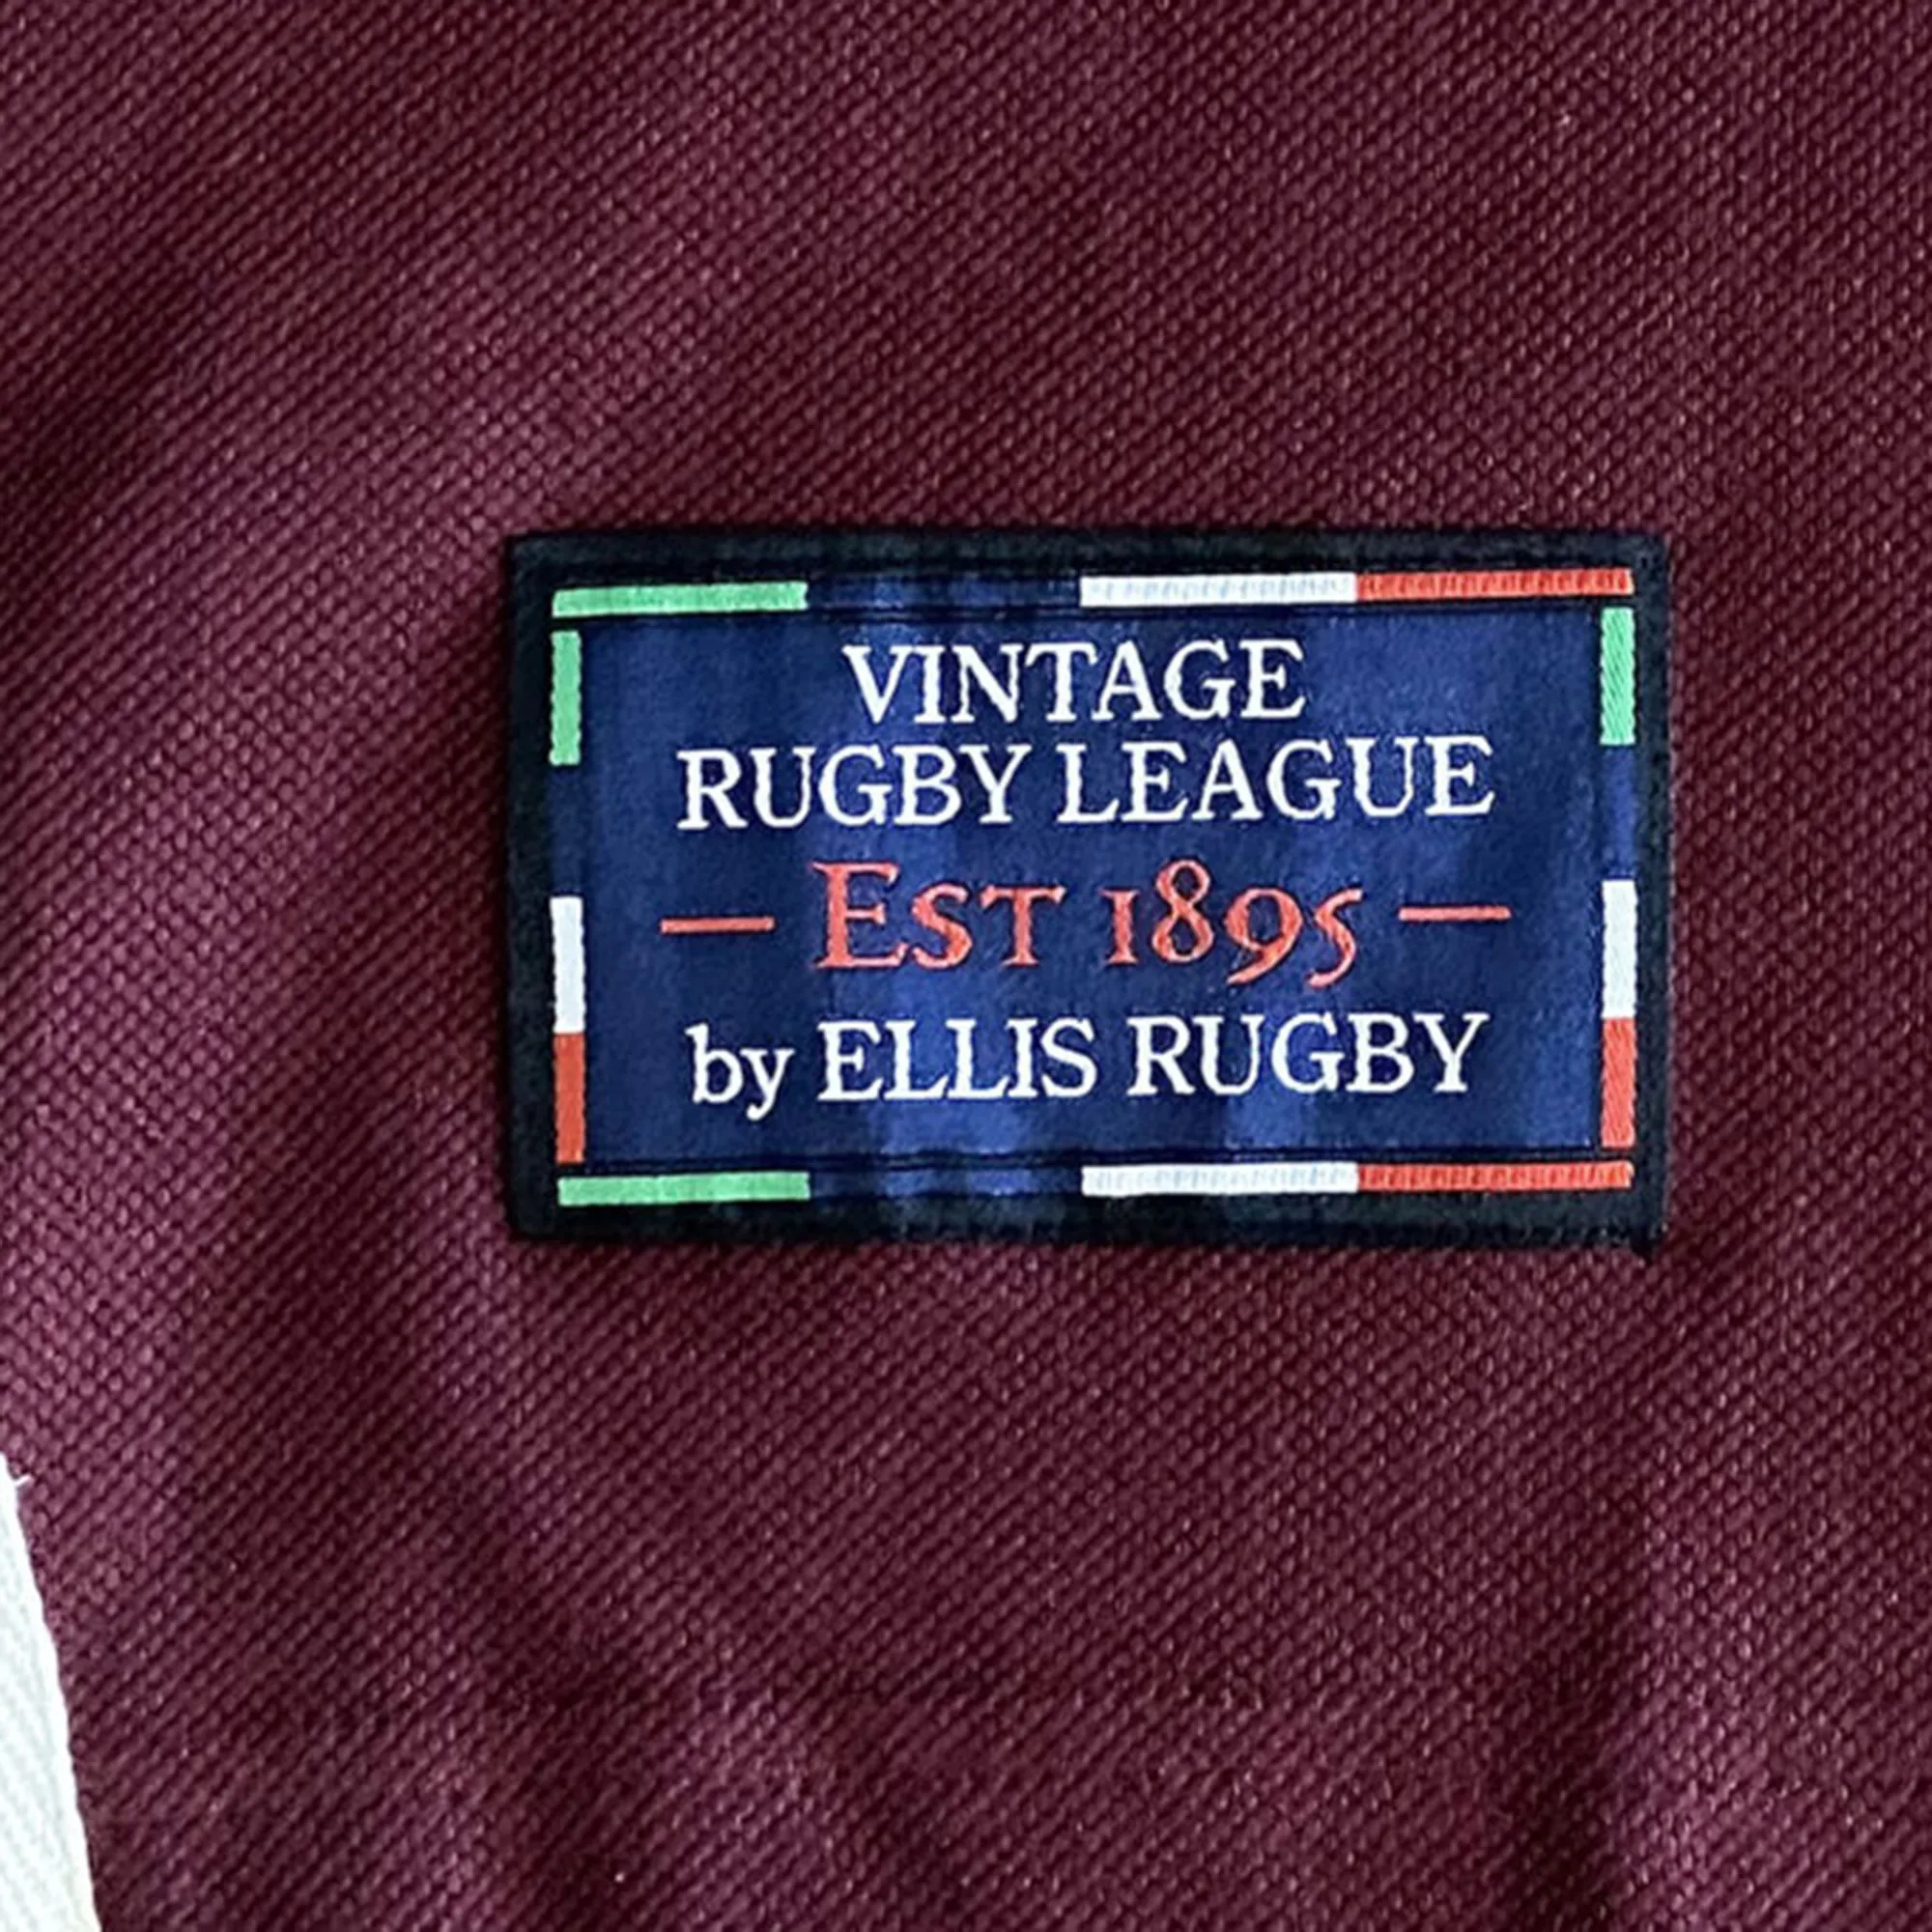 VINTAGE
RUGBY LEAGUE
— EST 1895 —
by ELLIS RUGBY